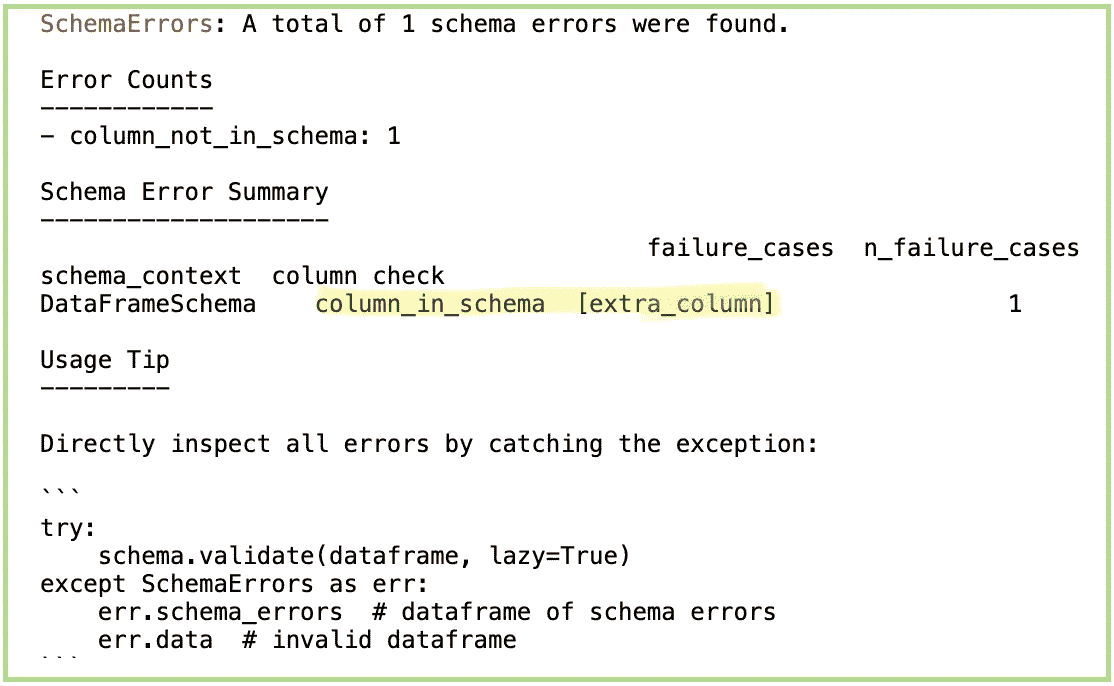 SchemaErrors: A total of 1 schema errors were found.
Error Counts
------------
- column_not_in_schema: 1
Schema Error Summary
--------------------
failure_cases  n_failure_cases
schema_context  column check
DataFrameSchema    column_in_schema  [extra_column]                1
Usage Tip
---------
Directly inspect all errors by catching the exception:
```
try:
    schema.validate(dataframe, lazy=True)
except SchemaErrors as err:
    err.schema_errors  # dataframe of schema errors
    err.data  # invalid dataframe
```